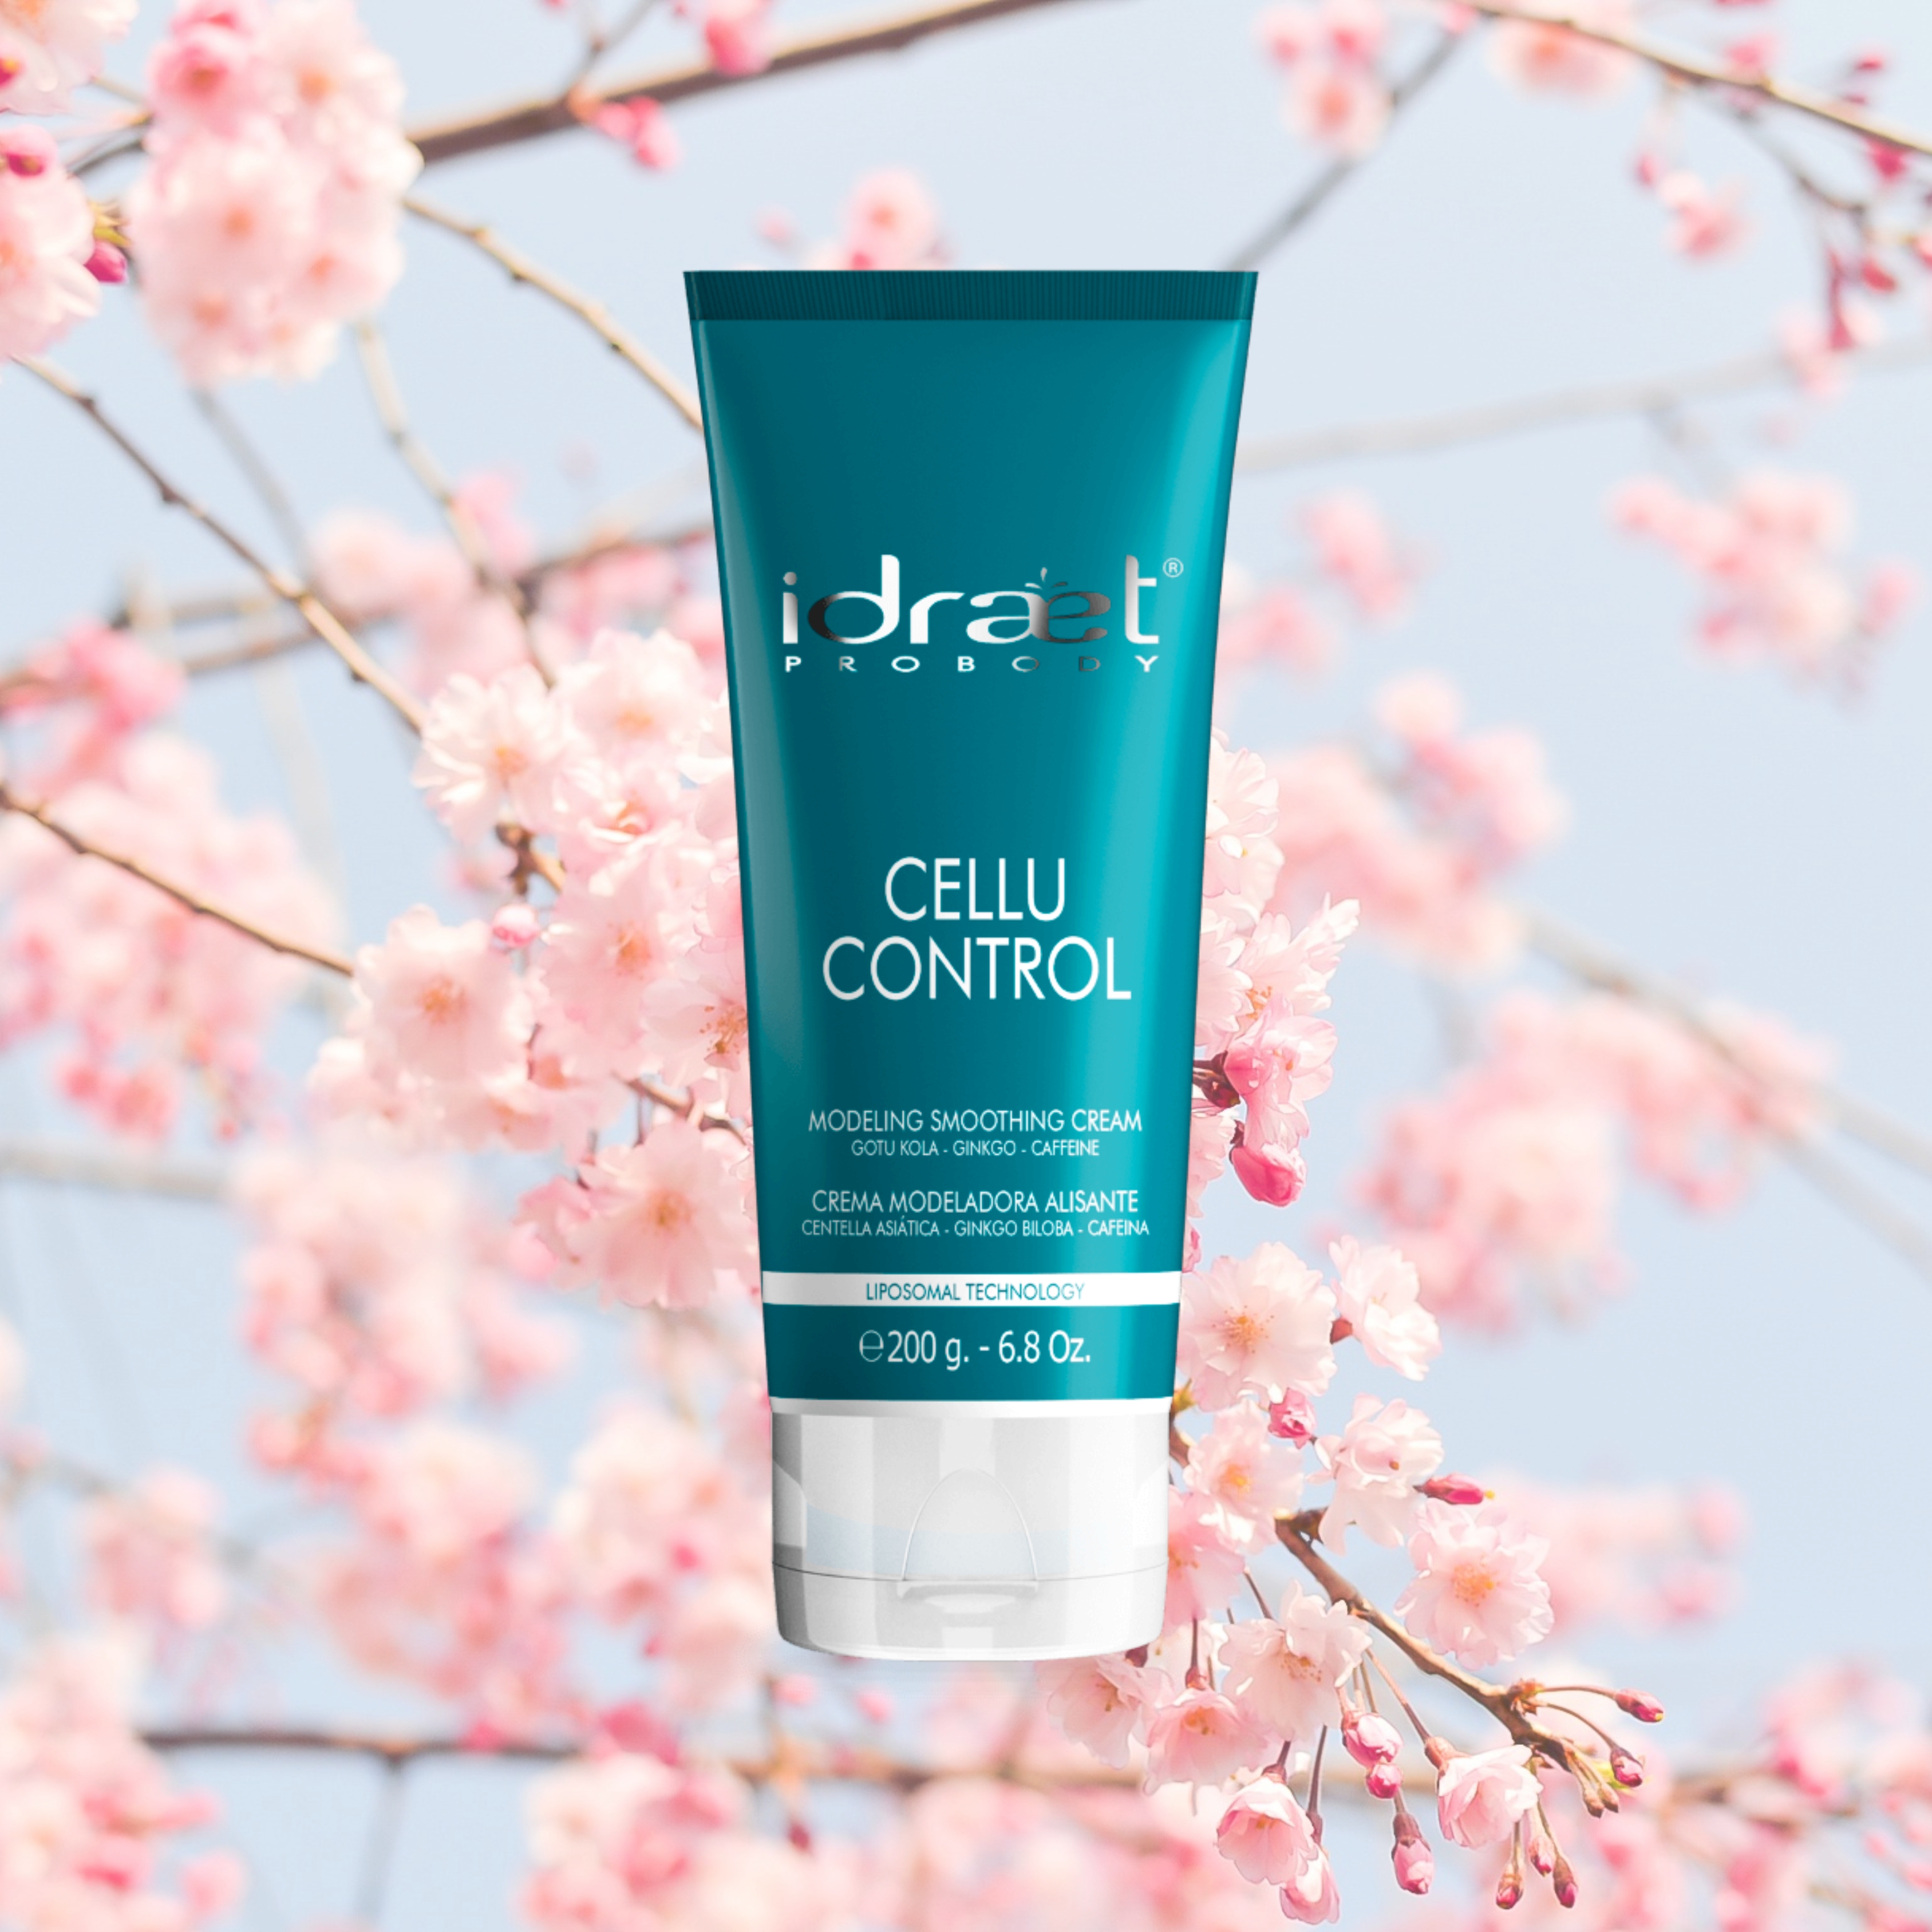 idraet®
PROBODY
CELLU
CONTROL
MODELING SMOOTHING CREAM
GOTU KOLA - GINKGO - CAFFEINE
CREMA MODELADORA ALISANTE
CENTELLA ASIÁTICA - GINKGO BILOBA - CAFEINA
LIPOSOMAL TECHNOLOGY
℮200 g. - 6.8 Oz.